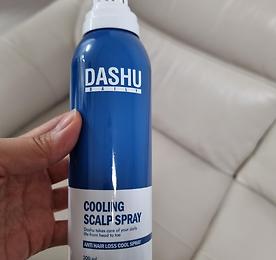 DASHU
DAILY
COOLING
SCALP SPRAY
Dashu takes care of your daily
life from head to toe
ANTI HAIR LOSS COOL SPRAY